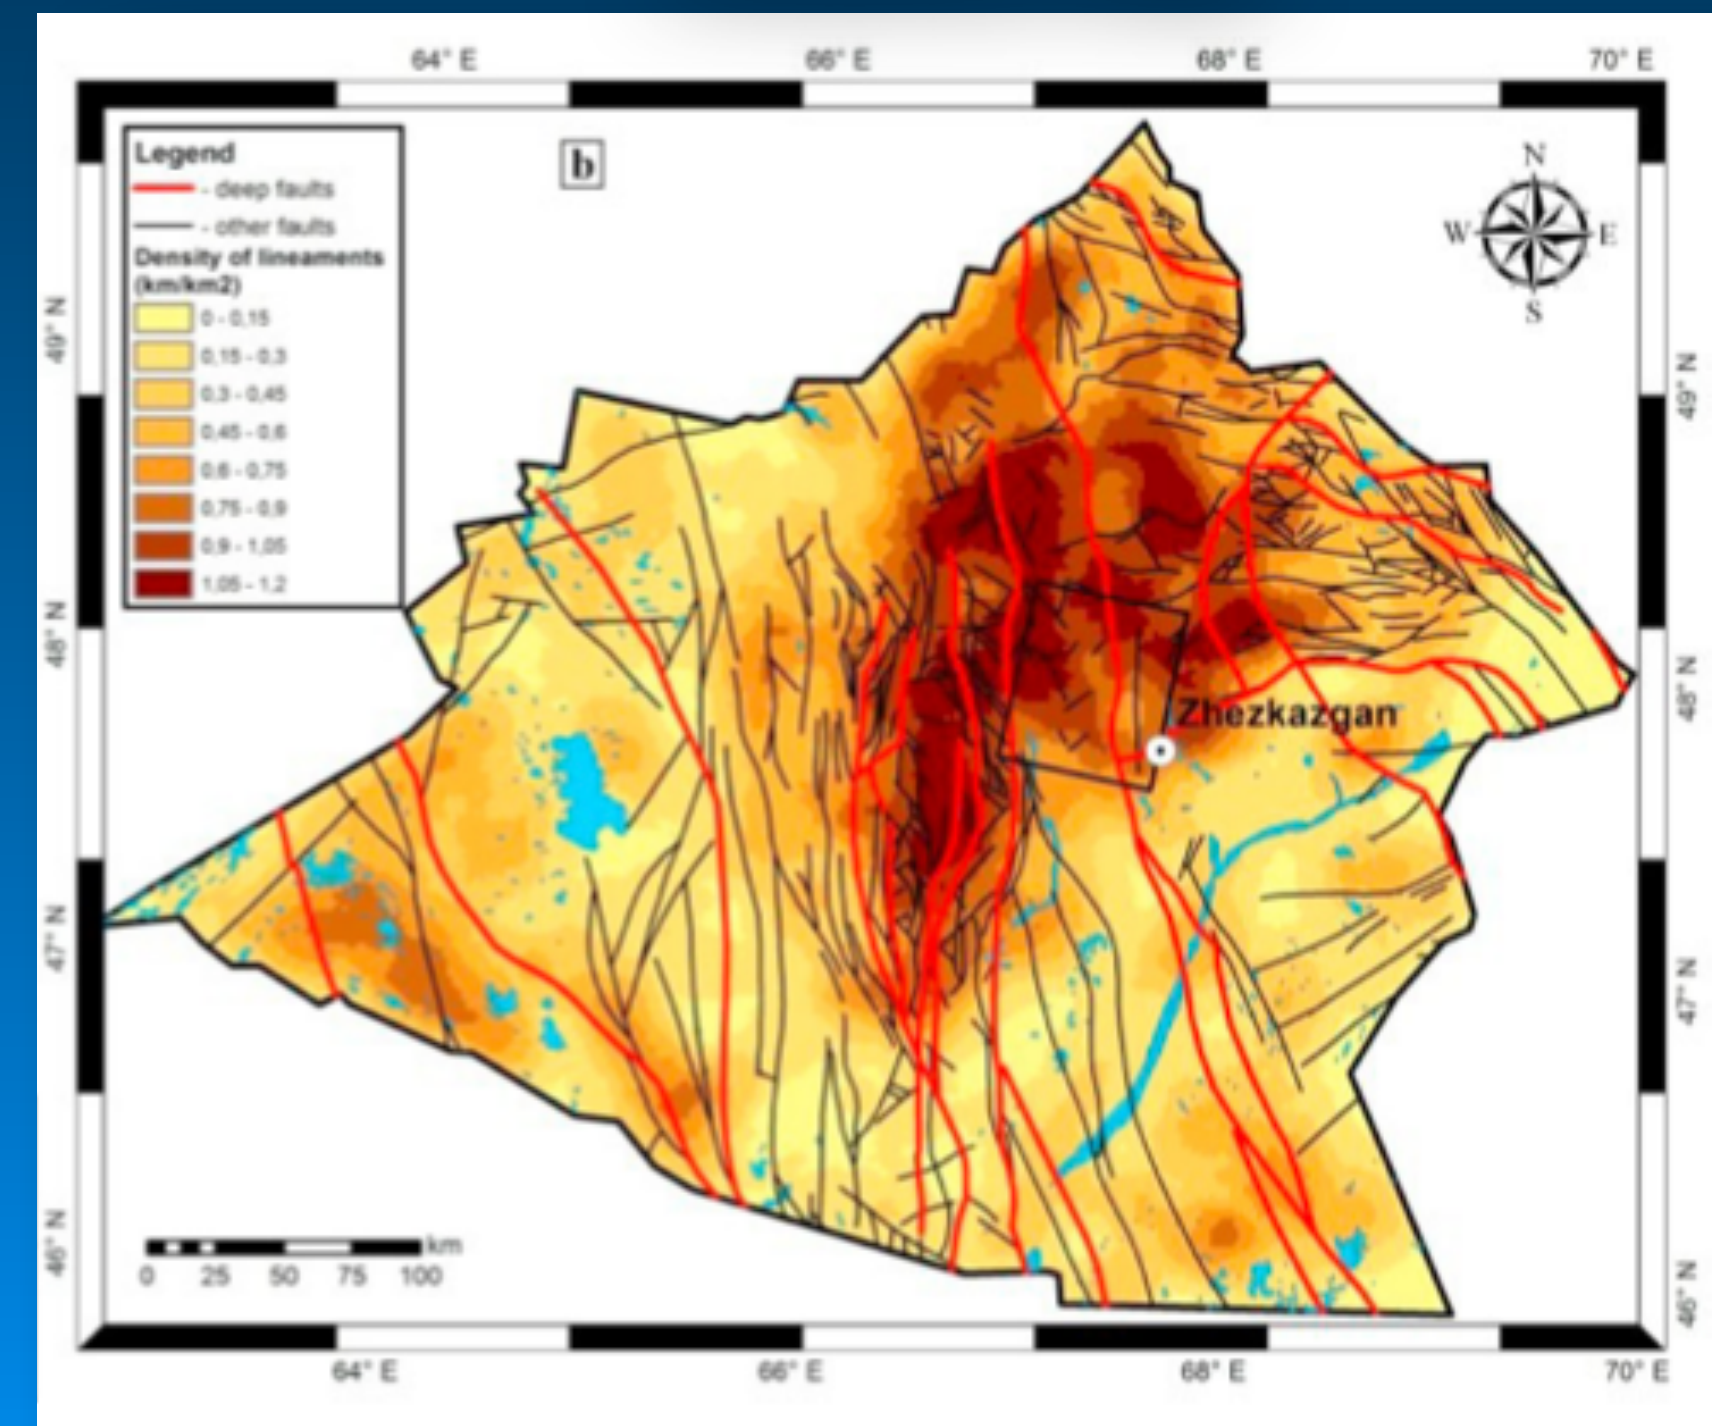 64° E 66° E 68° E 70° E
b
Legend
- deep faults
- other faults
Density of lineaments
(km/km2)
0 - 0,15
0,15 - 0,3
0,3 - 0,45
0,45 - 0,6
0,6 - 0,75
0,75 - 0,9
0,9 - 1,05
1,05 - 1,2
N
W E
S
49° N
49° N
48° N
48° N
Zhezkazgan
47° N
47° N
46° N
46° N
km
0 25 50 75 100
64° E 66° E 68° E 70° E